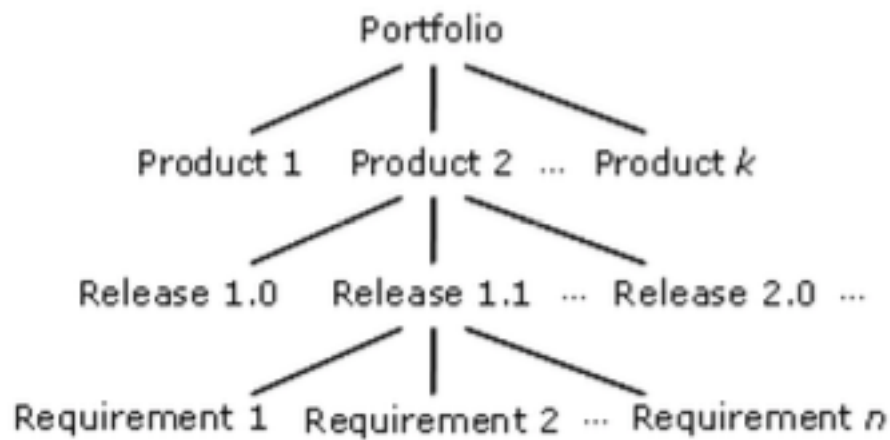 Portfolio
Product 1 Product 2 ... Product k
Release 1.0 Release 1.1 ... Release 2.0 ...
Requirement 1 Requirement 2 ... Requirement n